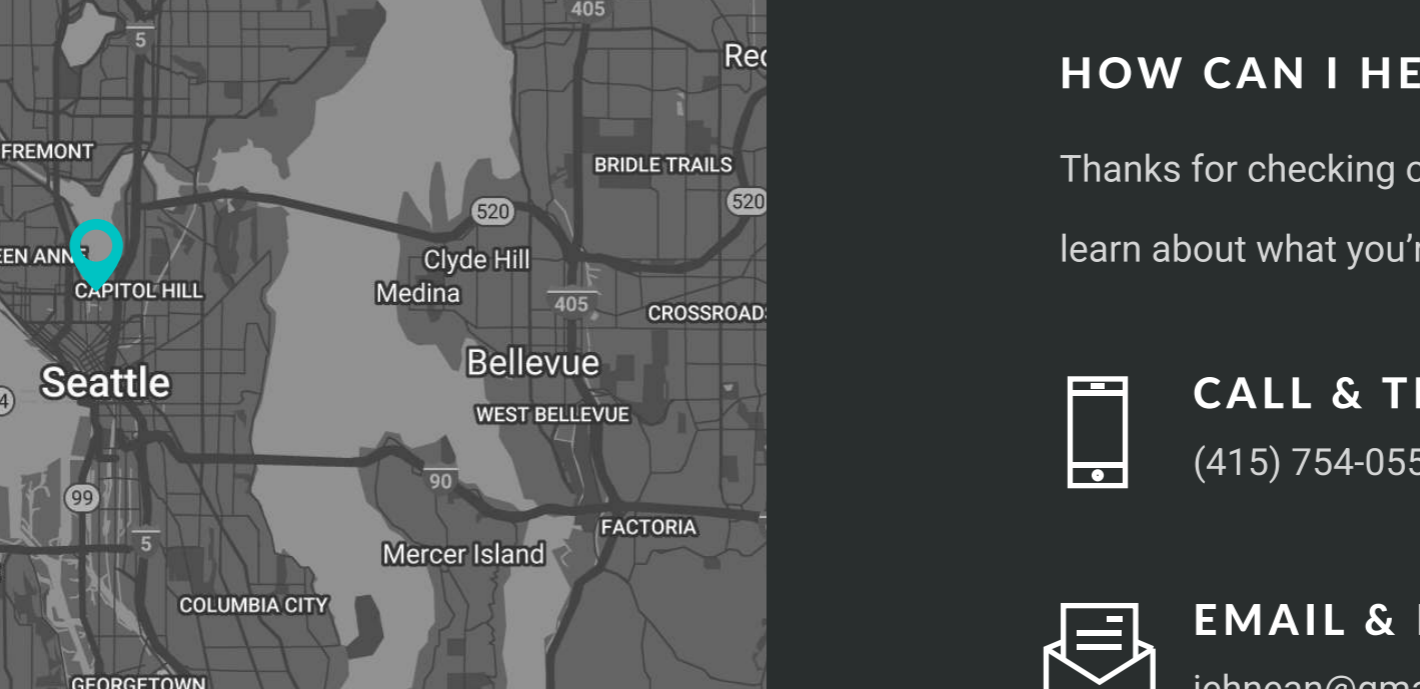 405
5
Rec
FREMONT
BRIDLE TRAILS
520
520
EEN ANNE
Clyde Hill
CAPITOL HILL
Medina
405
CROSSROADS
Bellevue
Seattle
4
WEST BELLEVUE
90
99
FACTORIA
5
Mercer Island
COLUMBIA CITY
GEORGETOWN
HOW CAN I HE
Thanks for checking o
learn about what you’r
CALL & TE
(415) 754-055
EMAIL &